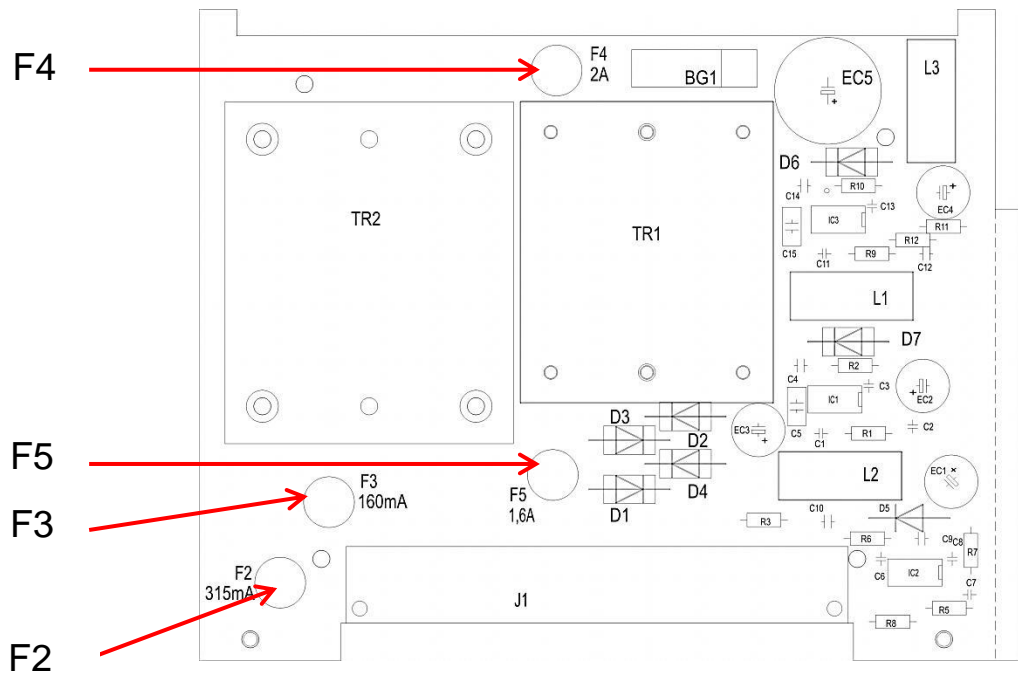 F4
F4
2A
BG1
EC5
L3
D6
C14
R10
C13
EC4
IC3
R11
TR2
TR1
R12
C15
C11
R9
C12
L1
D7
C4
R2
C3
IC1
EC2
D3
D2
EC3
C5
C1
R1
C2
F5
F3
160mA
F5
1,6A
D1
D4
L2
EC1
F3
R3
C10
D5
R6
C9
C8
R7
F2
315mA
J1
C6
IC2
C7
R5
R8
F2